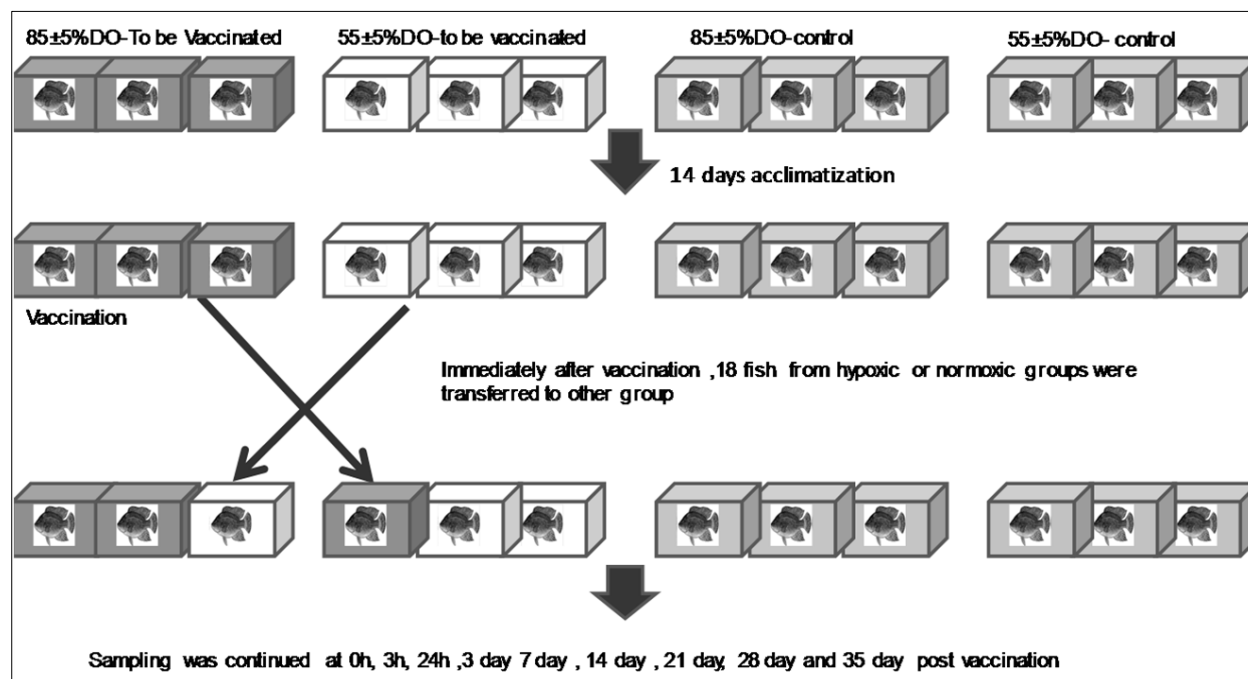 85±5%DO-To be Vaccinated
55±5%DO-to be vaccinated
85±5%DO-control
55±5%DO- control
14 days acclimatization
Vaccination
Immediately after vaccination ,18 fish from hypoxic or normoxic groups were
transferred to other group
Sampling was continued at 0h, 3h, 24h ,3 day 7 day , 14 day , 21 day, 28 day and 35 day post vaccination